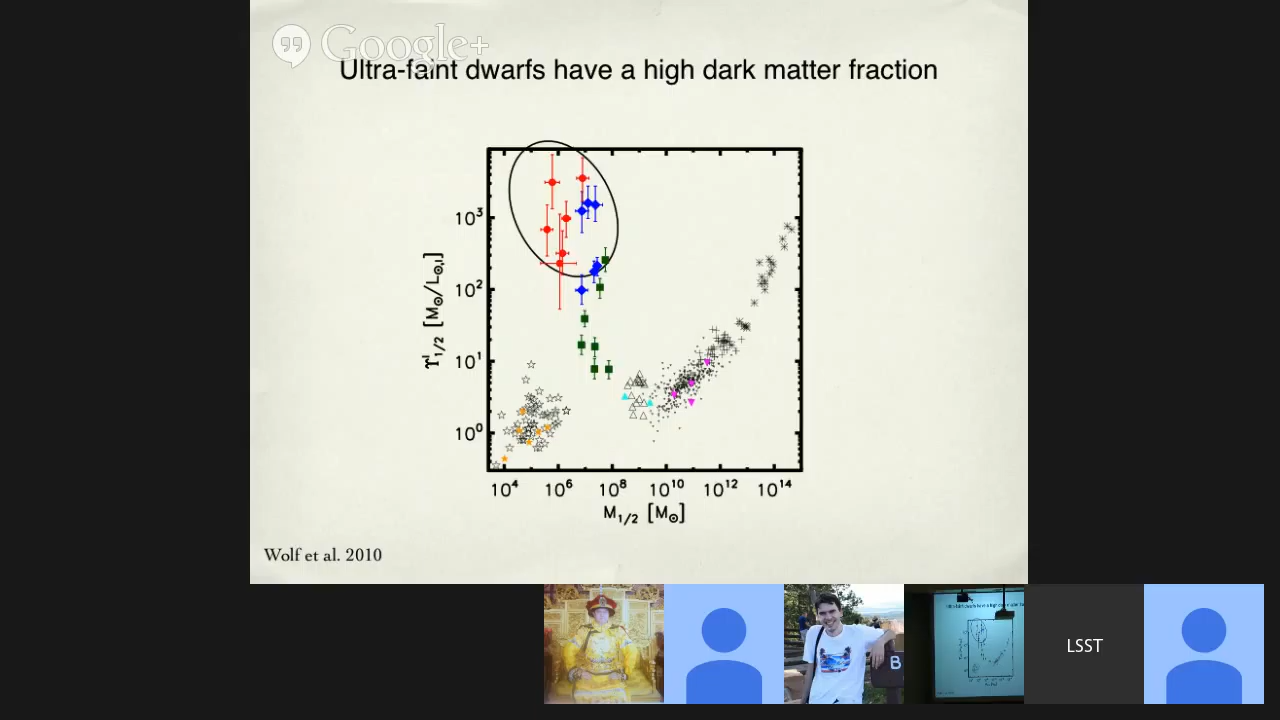 Google+
Ultra-faint dwarfs have a high dark matter fraction
10³
10²
10¹
10⁰
ϒᴵ₁/₂ [M⊙/L⊙,I]
10⁴ 10⁶ 10⁸ 10¹⁰ 10¹² 10¹⁴
M₁/₂ [M⊙]
Wolf et al. 2010
B
LSST